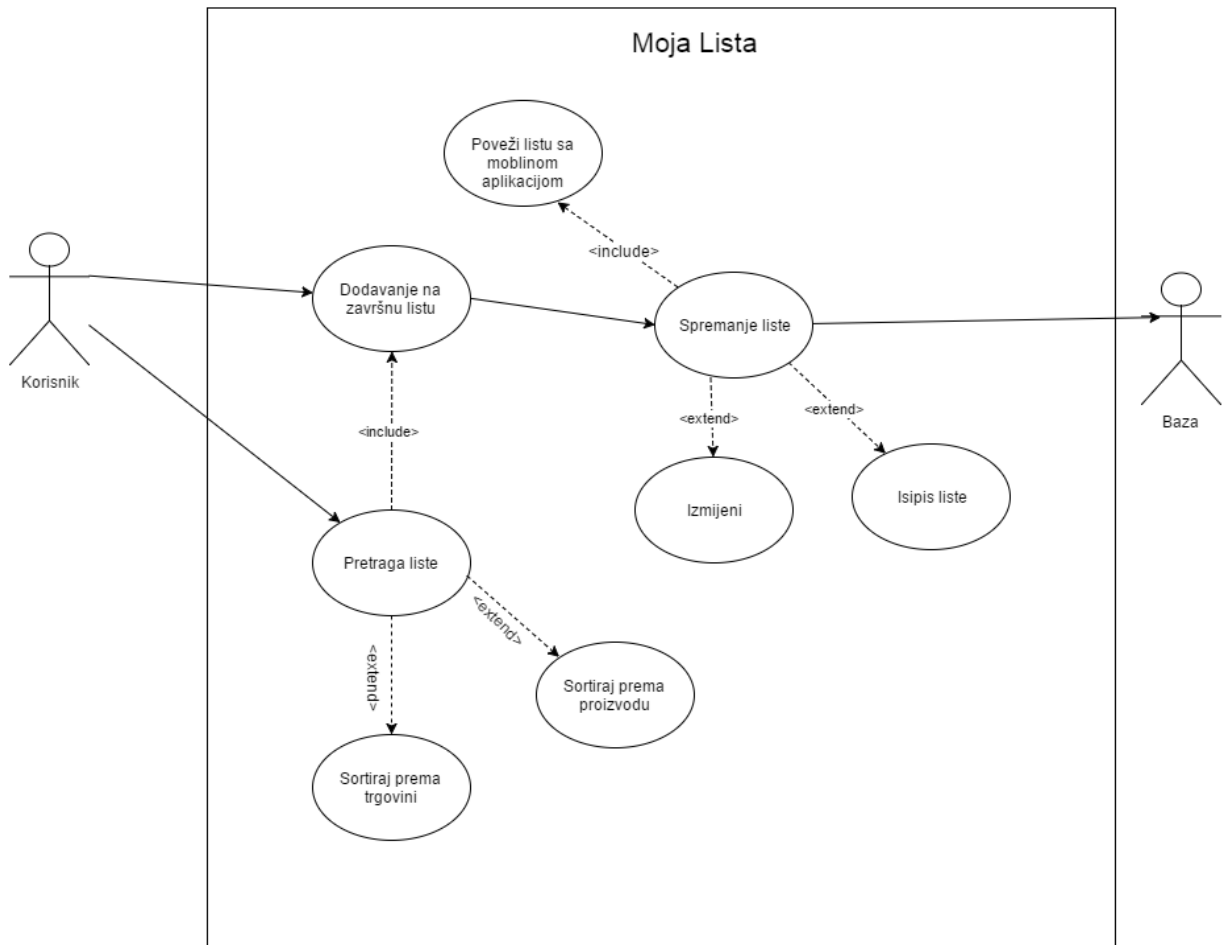 Moja Lista
Poveži listu sa
moblinom
aplikacijom
<include>
Dodavanje na
završnu listu
Spremanje liste
Korisnik
Baza
<include>
<extend>
<extend>
Izmijeni
Isipis liste
Pretraga liste
<extend>
<extend>
Sortiraj prema
proizvodu
Sortiraj prema
trgovini